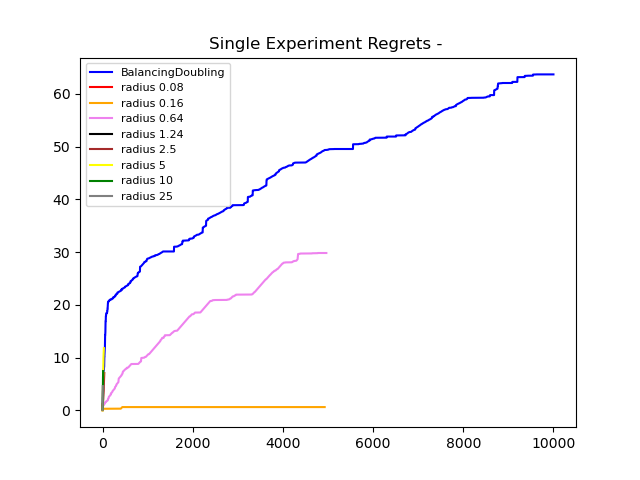 Single Experiment Regrets -
BalancingDoubling
radius 0.08
radius 0.16
radius 0.64
radius 1.24
radius 2.5
radius 5
radius 10
radius 25
60
50
40
30
20
10
0
0 2000 4000 6000 8000 10000